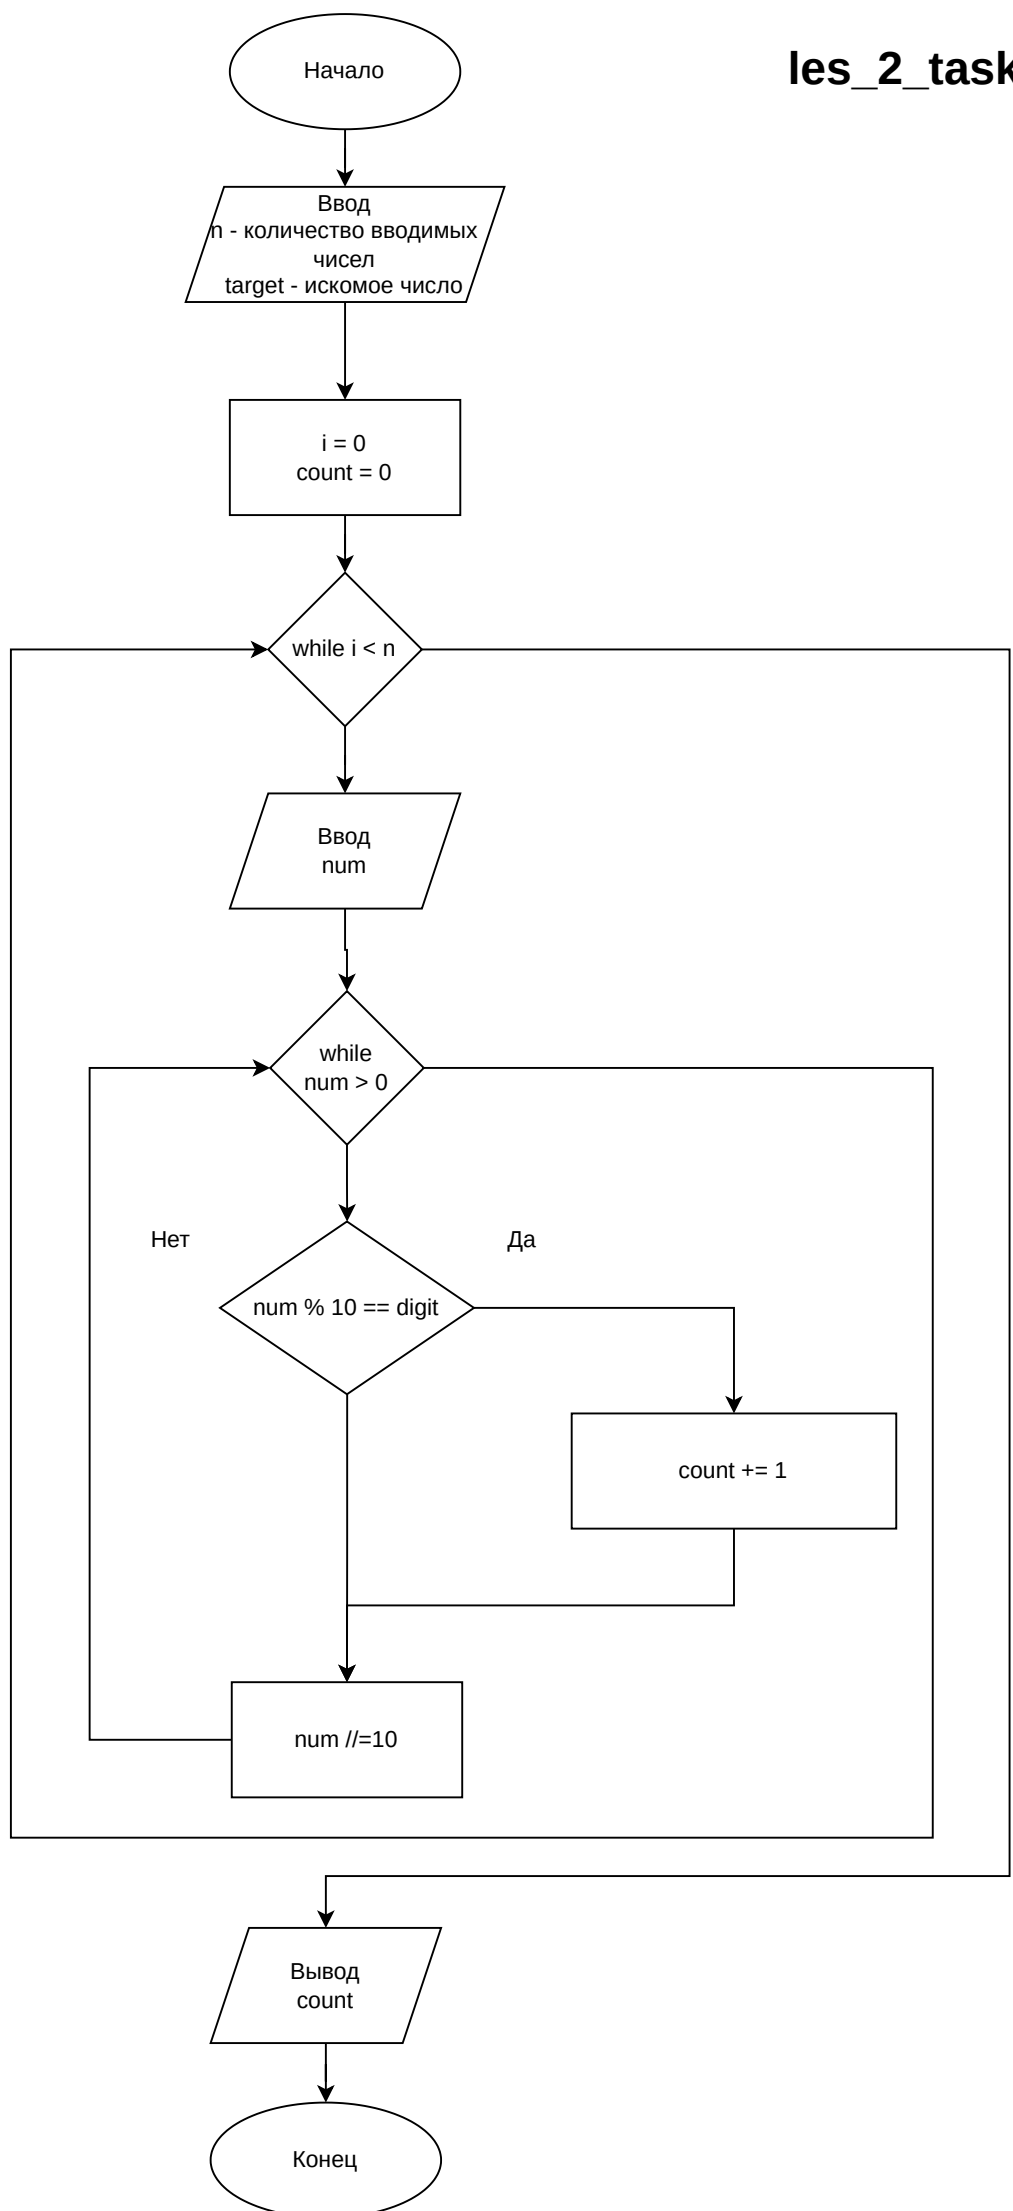 Начало
les_2_task
Ввод
n - количество вводимых
чисел
target - искомое число
i = 0
count = 0
while i < n
Ввод
num
while
num > 0
Нет
Да
num % 10 == digit
count += 1
num //=10
Вывод
count
Конец